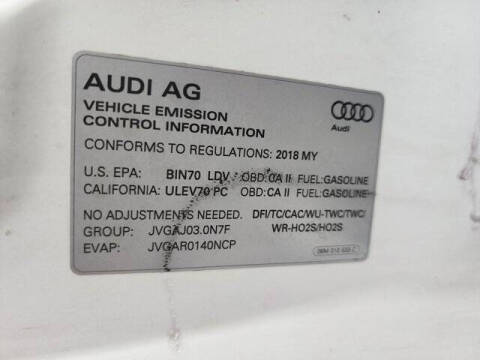 AUDI AG
VEHICLE EMISSION
CONTROL INFORMATION
Audi
CONFORMS TO REGULATIONS: 2018 MY
U.S. EPA: BIN70 LDV OBD:CA II FUEL:GASOLINE
CALIFORNIA: ULEV70 PC OBD:CA II FUEL:GASOLINE
NO ADJUSTMENTS NEEDED DFI/TC/CAC/WU-TWC/TWC/
GROUP: JVGAJ03.0N7F WR-HO2S/HO2S
EVAP: JVGAR0140NCP